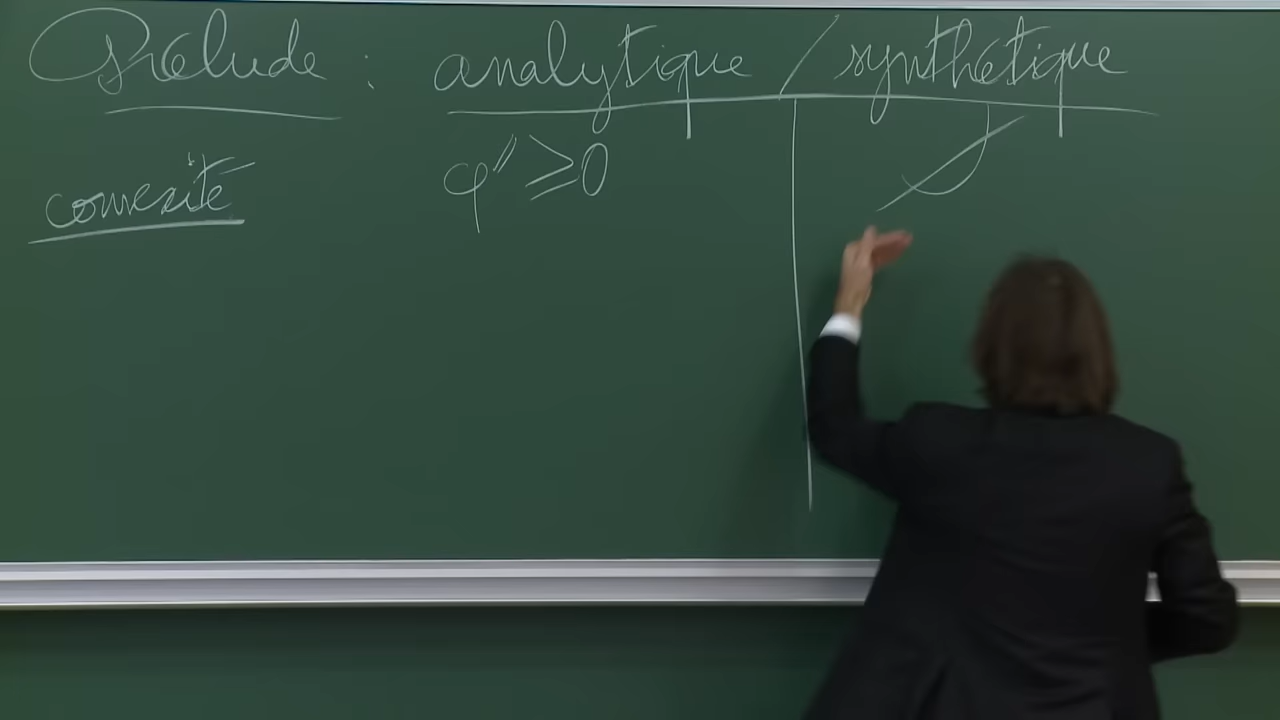 Prélude : analytique / synthétique
convexité φ'' ≥ 0